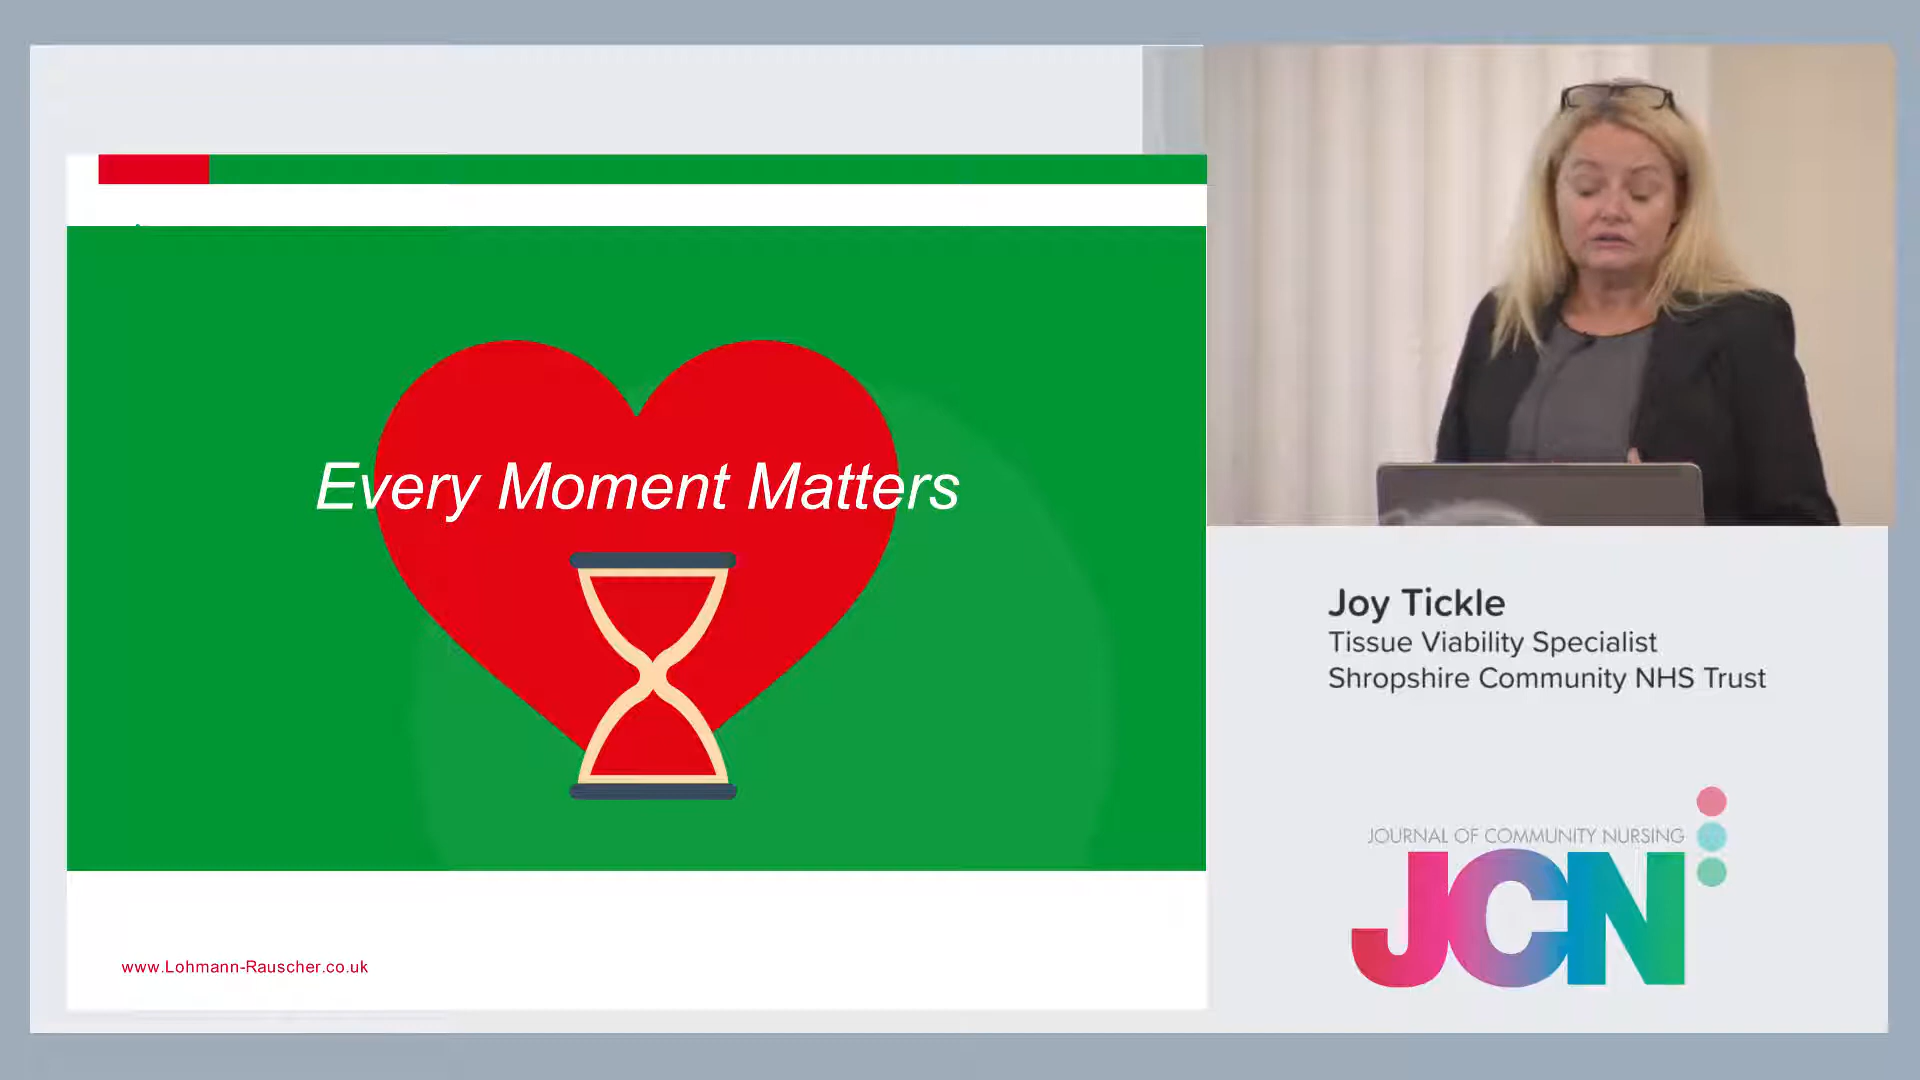 Every Moment Matters
www.Lohmann-Rauscher.co.uk
Joy Tickle
Tissue Viability Specialist
Shropshire Community NHS Trust
JOURNAL OF COMMUNITY NURSING
JCN